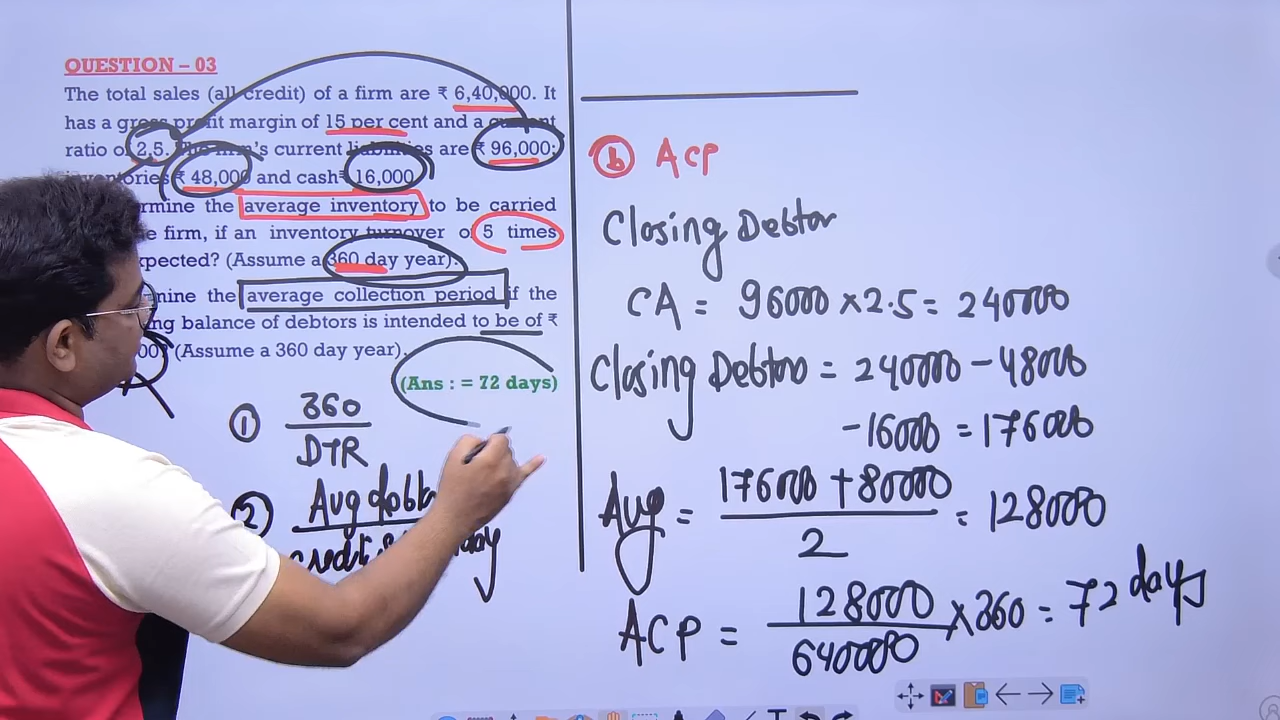 QUESTION – 03
The total sales (all credit) of a firm are ₹ 6,40,000. It
has a gross profit margin of 15 per cent and a current
ratio of 2.5. The firm's current liabilities are ₹ 96,000;
inventories ₹ 48,000 and cash ₹ 16,000
the average inventory to be carried
firm, if an inventory turnover of 5 times
expected? (Assume a 360 day year).
the average collection period if the
balance of debtors is intended to be of ₹
(Assume a 360 day year).
(Ans : = 72 days)
① 360
DTR
② Avg debt
day
ⓑ ACP
Closing Debtor
CA = 96000 × 2.5 = 240000
Closing Debtors = 240000 - 48000
- 16000 = 176000
Avg = 176000 + 80000 = 128000
2
ACP = 128000 × 360 = 72 days
640000